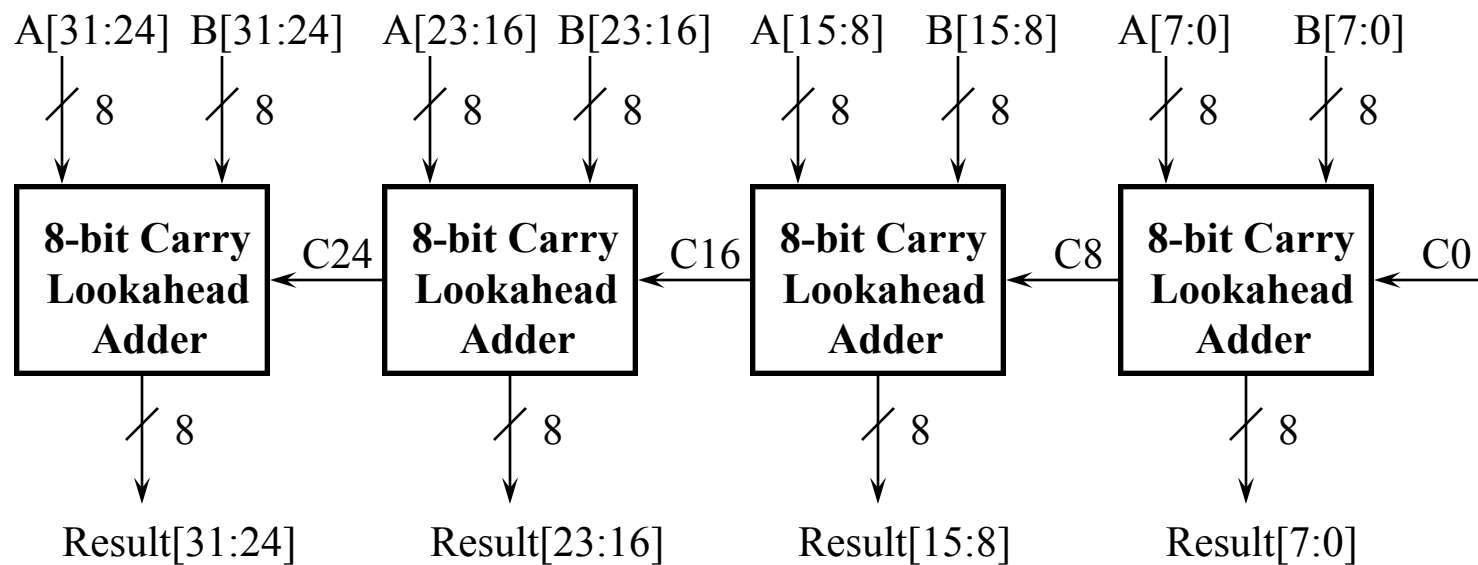 A[31:24] B[31:24] A[23:16] B[23:16] A[15:8] B[15:8] A[7:0] B[7:0]
8 8 8 8 8 8 8 8
8-bit Carry
Lookahead
Adder
C24
8-bit Carry
Lookahead
Adder
C16
8-bit Carry
Lookahead
Adder
C8
8-bit Carry
Lookahead
Adder
C0
8 8 8 8
Result[31:24] Result[23:16] Result[15:8] Result[7:0]